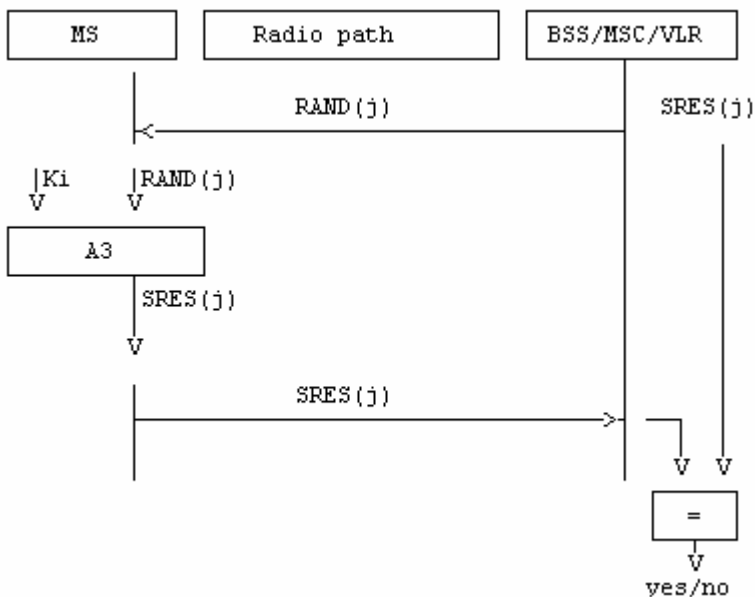 MS Radio path BSS/MSC/VLR
RAND(j) SRES(j)
Ki RAND(j)
A3
SRES(j)
SRES(j)
=
yes/no